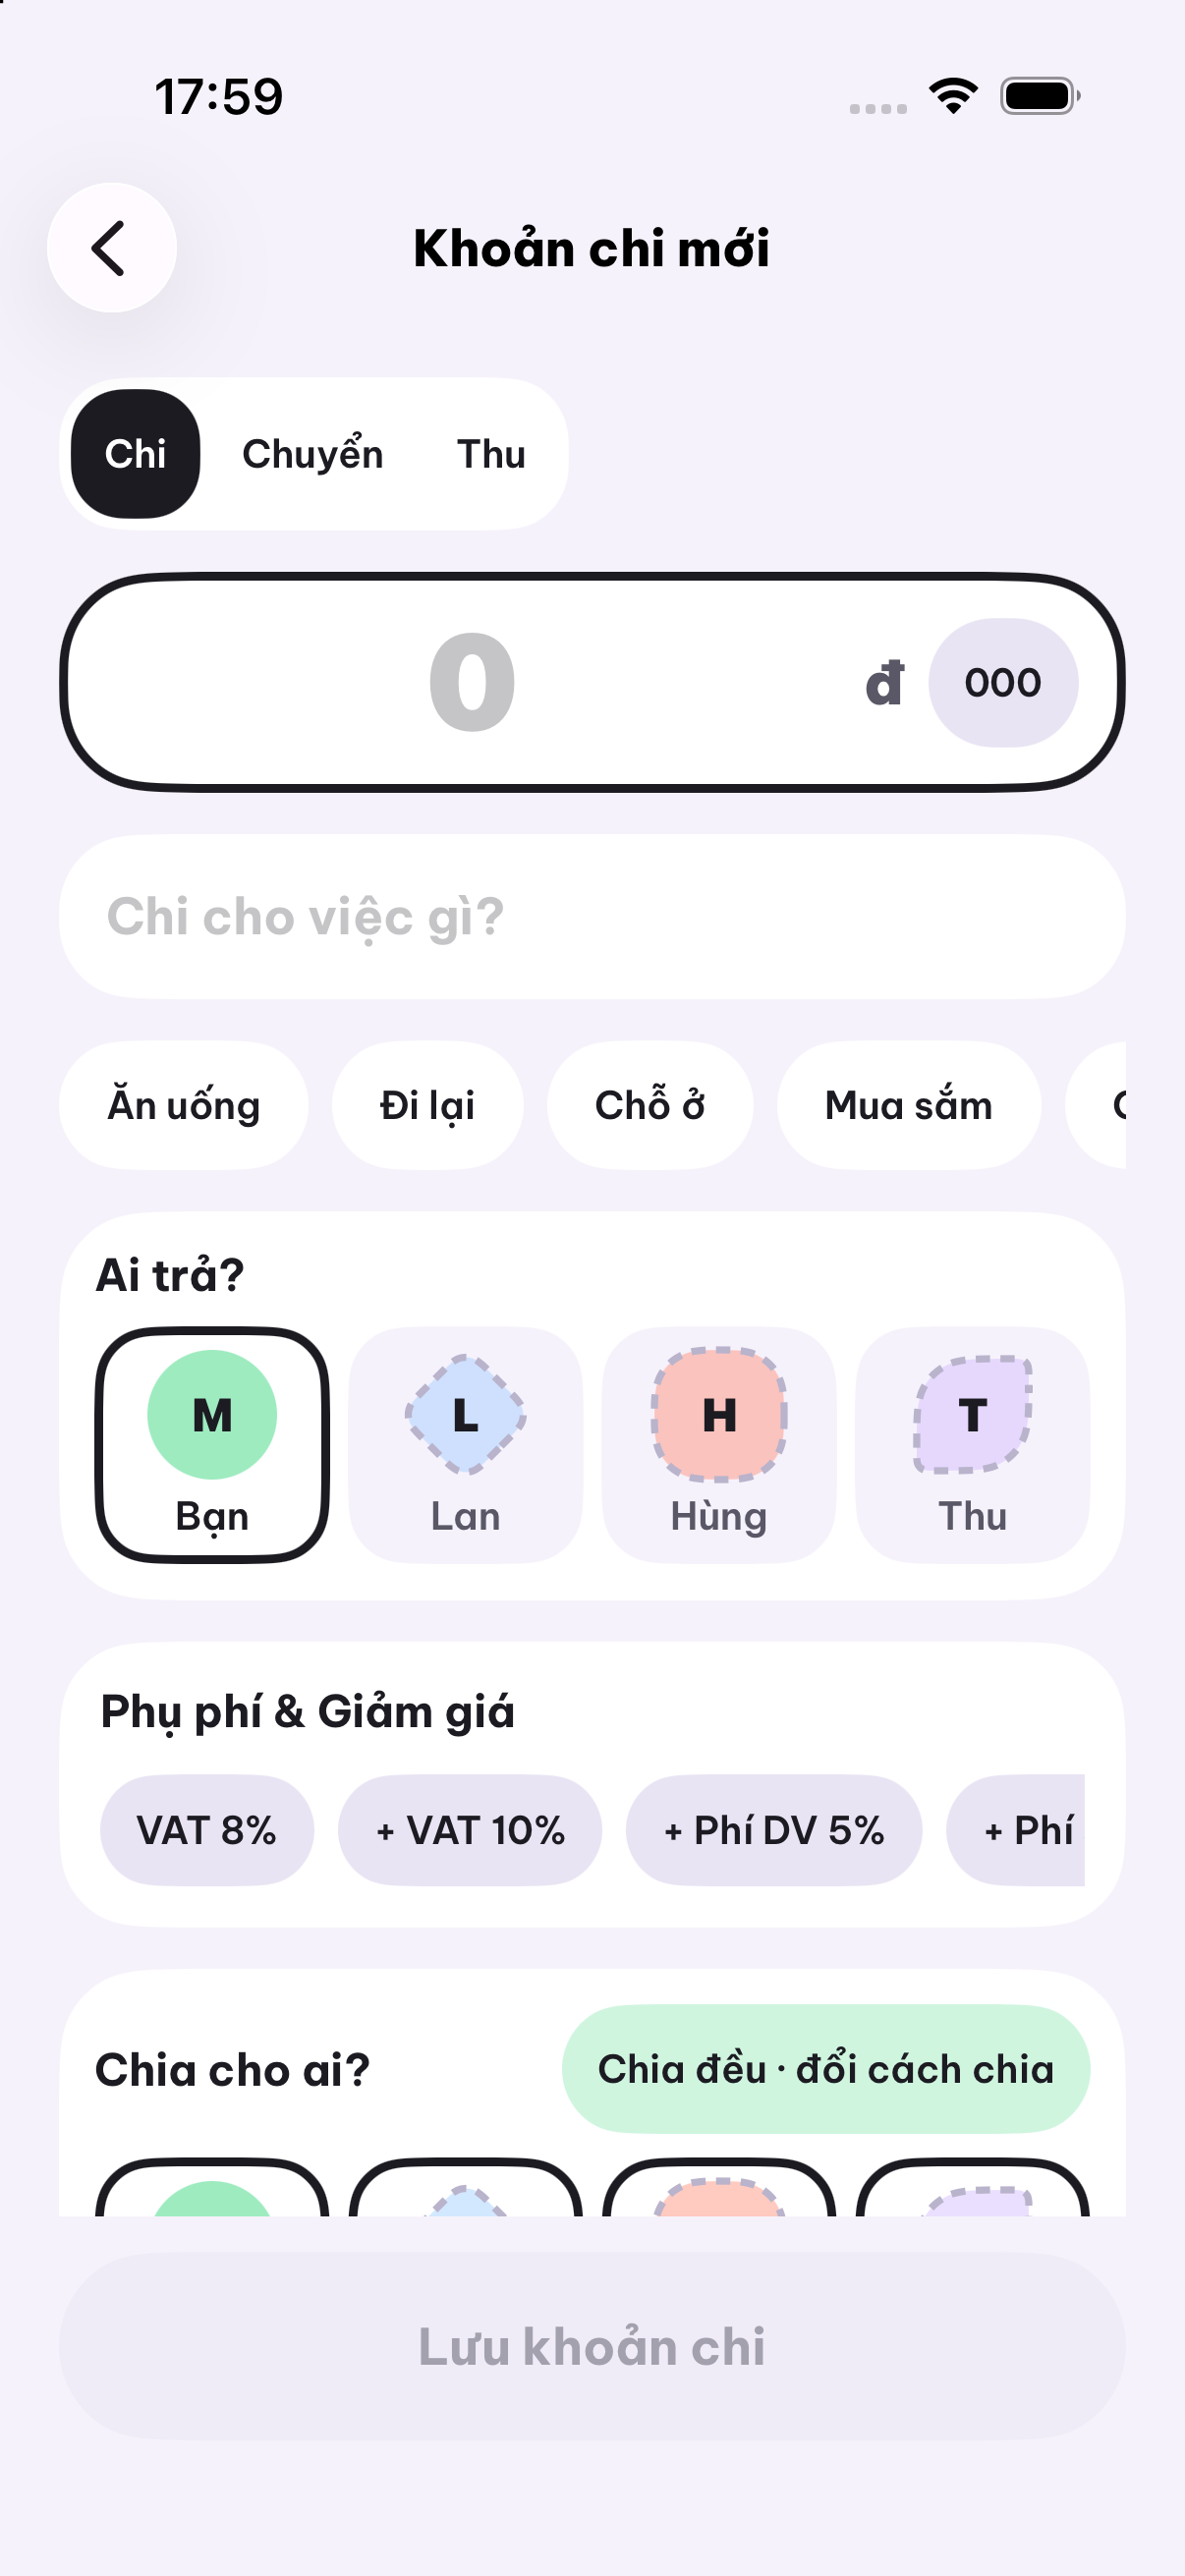 17:59
Khoản chi mới
Chi Chuyển Thu
0 đ 000
Chi cho việc gì?
Ăn uống Đi lại Chỗ ở Mua sắm
Ai trả?
M L H T
Bạn Lan Hùng Thu
Phụ phí & Giảm giá
VAT 8% + VAT 10% + Phí DV 5% + Phí
Chia cho ai? Chia đều · đổi cách chia
Lưu khoản chi